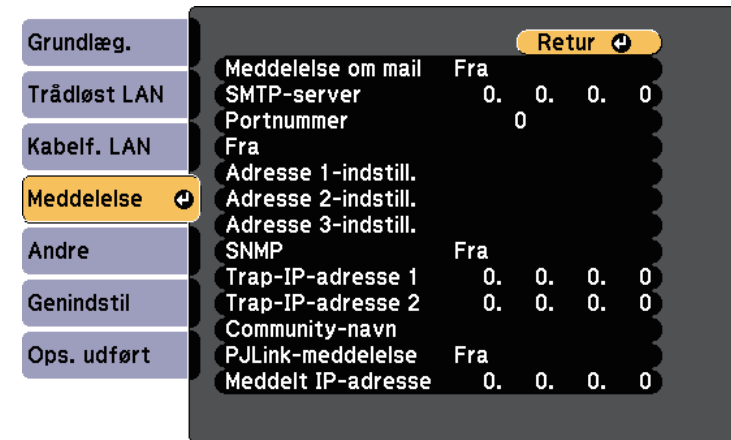 Grundlæg.
Trådløst LAN
Kabelf. LAN
Meddelelse
Andre
Genindstil
Ops. udført
Retur
Meddelelse om mail Fra
SMTP-server 0. 0. 0. 0
Portnummer 0
Fra
Adresse 1-indstill.
Adresse 2-indstill.
Adresse 3-indstill.
SNMP Fra
Trap-IP-adresse 1 0. 0. 0. 0
Trap-IP-adresse 2 0. 0. 0. 0
Community-navn
PJLink-meddelelse Fra
Meddelt IP-adresse 0. 0. 0. 0